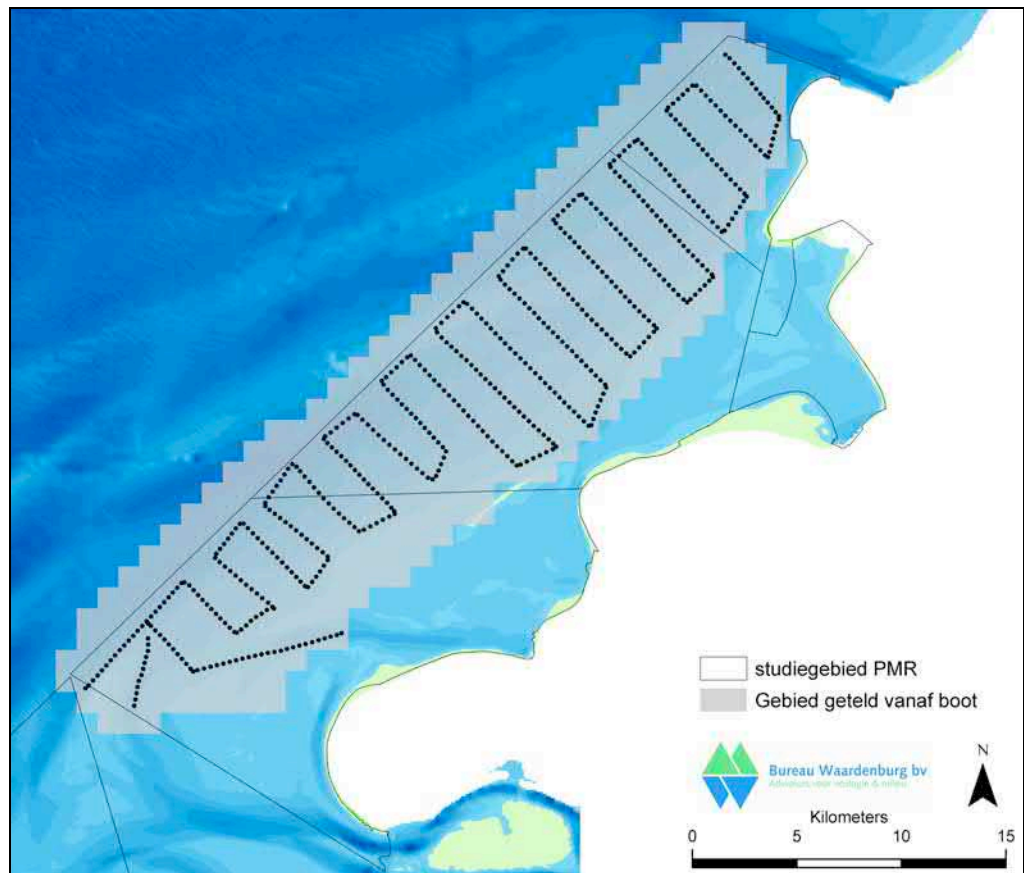 studiegebied PMR
Gebied geteld vanaf boot
Bureau Waardenburg bv
Adviseurs voor ecologie & milieu
N
Kilometers
0 5 10 15